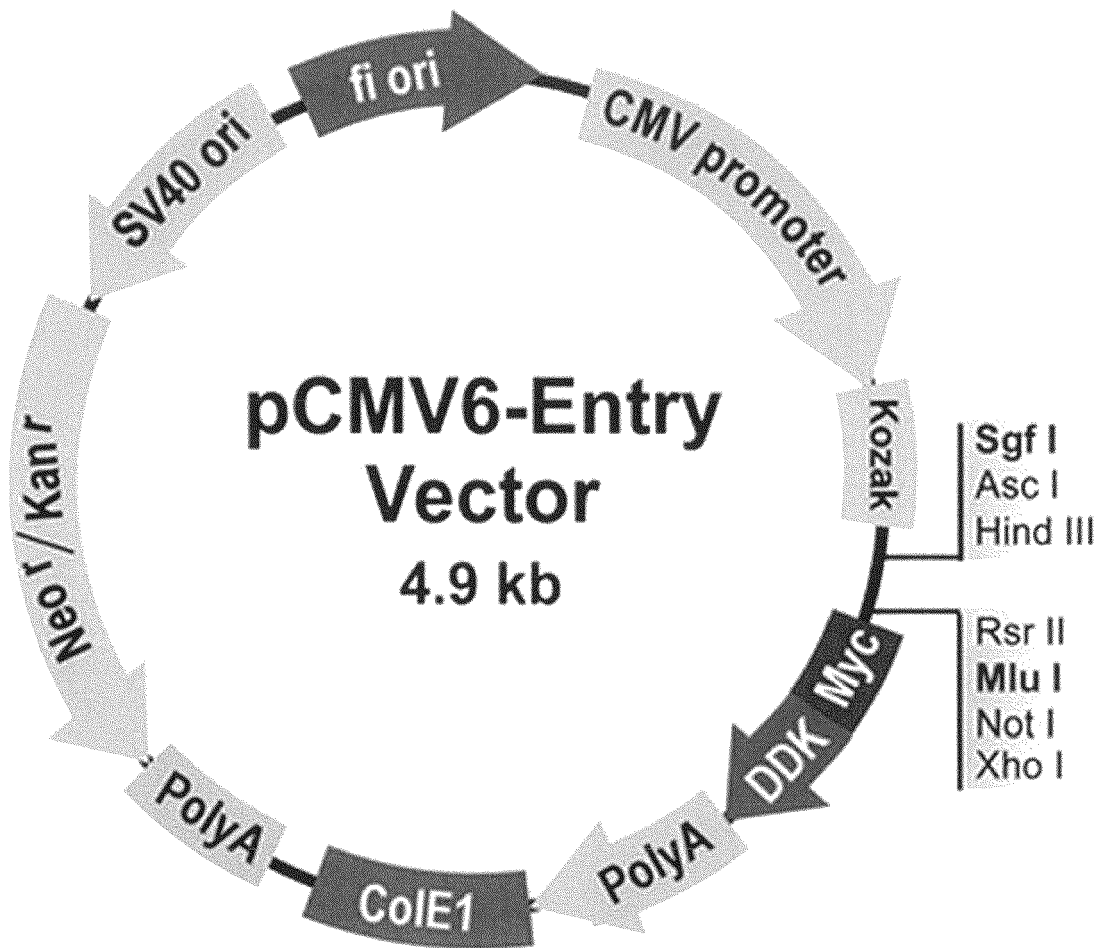 fi ori
CMV promoter
Kozak
Sgf I
Asc I
Hind III
Rsr II
Mlu I
Not I
Xho I
Myc
DDK
PolyA
ColE1
PolyA
Neo r / Kan r
SV40 ori
pCMV6-Entry
Vector
4.9 kb